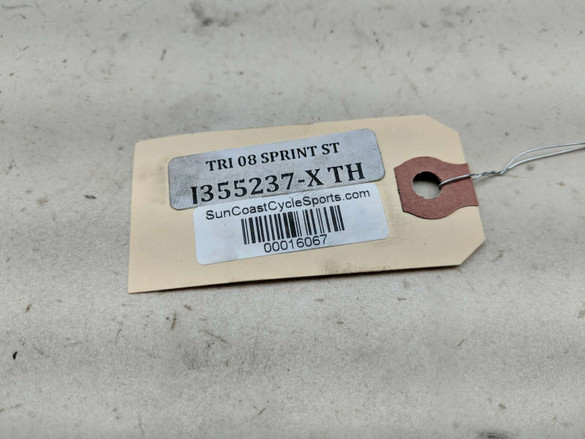 TRI 08 SPRINT ST
I355237-X TH
SunCoastCycleSports.com
00016067